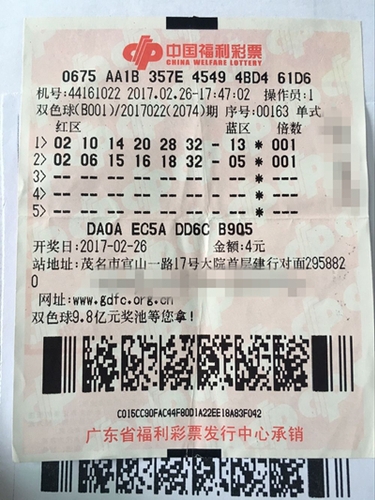 中国福利彩票
CHINA WELFARE LOTTERY
0675 AA1B 357E 4549 4BD4 61D6
机号:44161022 2017.02.26-17:47:02 操作员:1
双色球(B001)/2017022(2074)期 序号:00163 单式
红区 蓝区 倍数
1> 02 10 14 20 28 32 - 13 * 001
2> 02 06 15 16 18 32 - 05 * 001
3> -- -- -- -- -- -- - -- * ---
4> -- -- -- -- -- -- - -- * ---
5> -- -- -- -- -- -- - -- * ---
DA0A EC5A DD6C B905
开奖日:2017-02-26 金额:4元
站地址:茂名市官山一路17号大院首层建行对面295882
0
网址:www.gdfc.org.cn
双色球9.8亿元奖池等您拿!
C015CC90FAC44F80D1A22EE18A83F042
广东省福利彩票发行中心承销